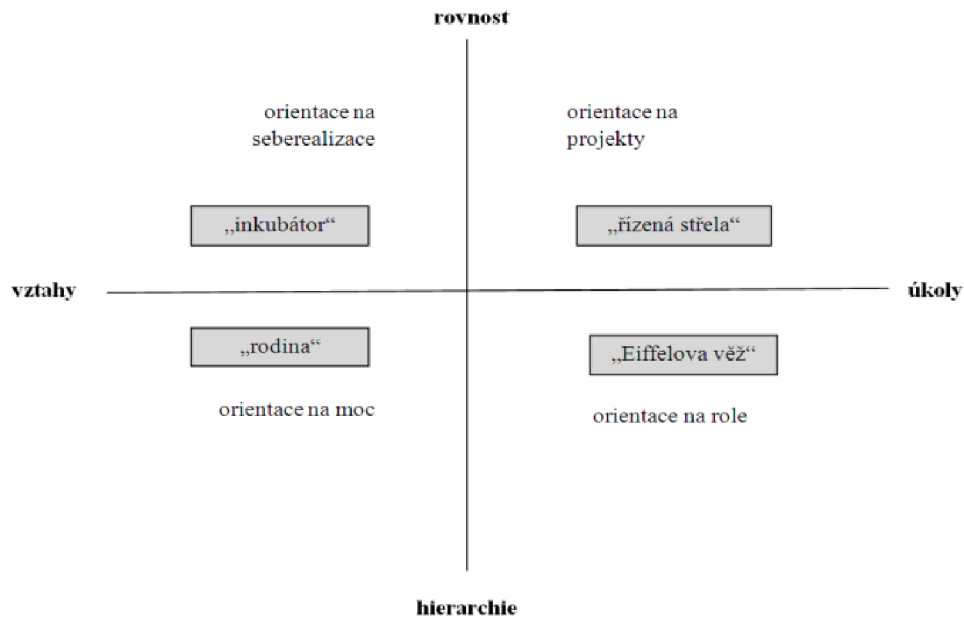 rovnost
orientace na
seberealizace
orientace na
projekty
„inkubátor“
„řízená střela“
vztahy
úkoly
„rodina“
„Eiffelova věž“
orientace na moc
orientace na role
hierarchie